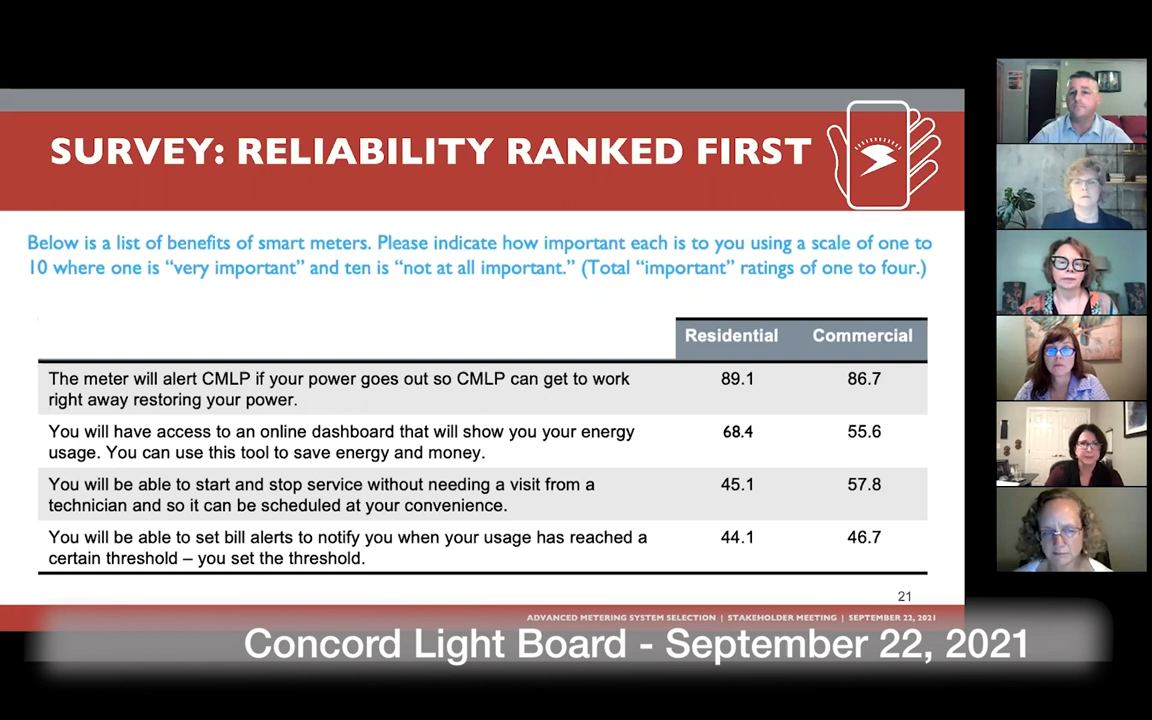 SURVEY: RELIABILITY RANKED FIRST
Below is a list of benefits of smart meters. Please indicate how important each is to you using a scale of one to
10 where one is “very important” and ten is “not at all important.” (Total “important” ratings of one to four.)
Residential Commercial
The meter will alert CMLP if your power goes out so CMLP can get to work 89.1 86.7
right away restoring your power.
You will have access to an online dashboard that will show you your energy 68.4 55.6
usage. You can use this tool to save energy and money.
You will be able to start and stop service without needing a visit from a 45.1 57.8
technician and so it can be scheduled at your convenience.
You will be able to set bill alerts to notify you when your usage has reached a 44.1 46.7
certain threshold – you set the threshold.
21
ADVANCED METERING SYSTEM SELECTION | STAKEHOLDER MEETING | SEPTEMBER 22, 2021
Concord Light Board - September 22, 2021